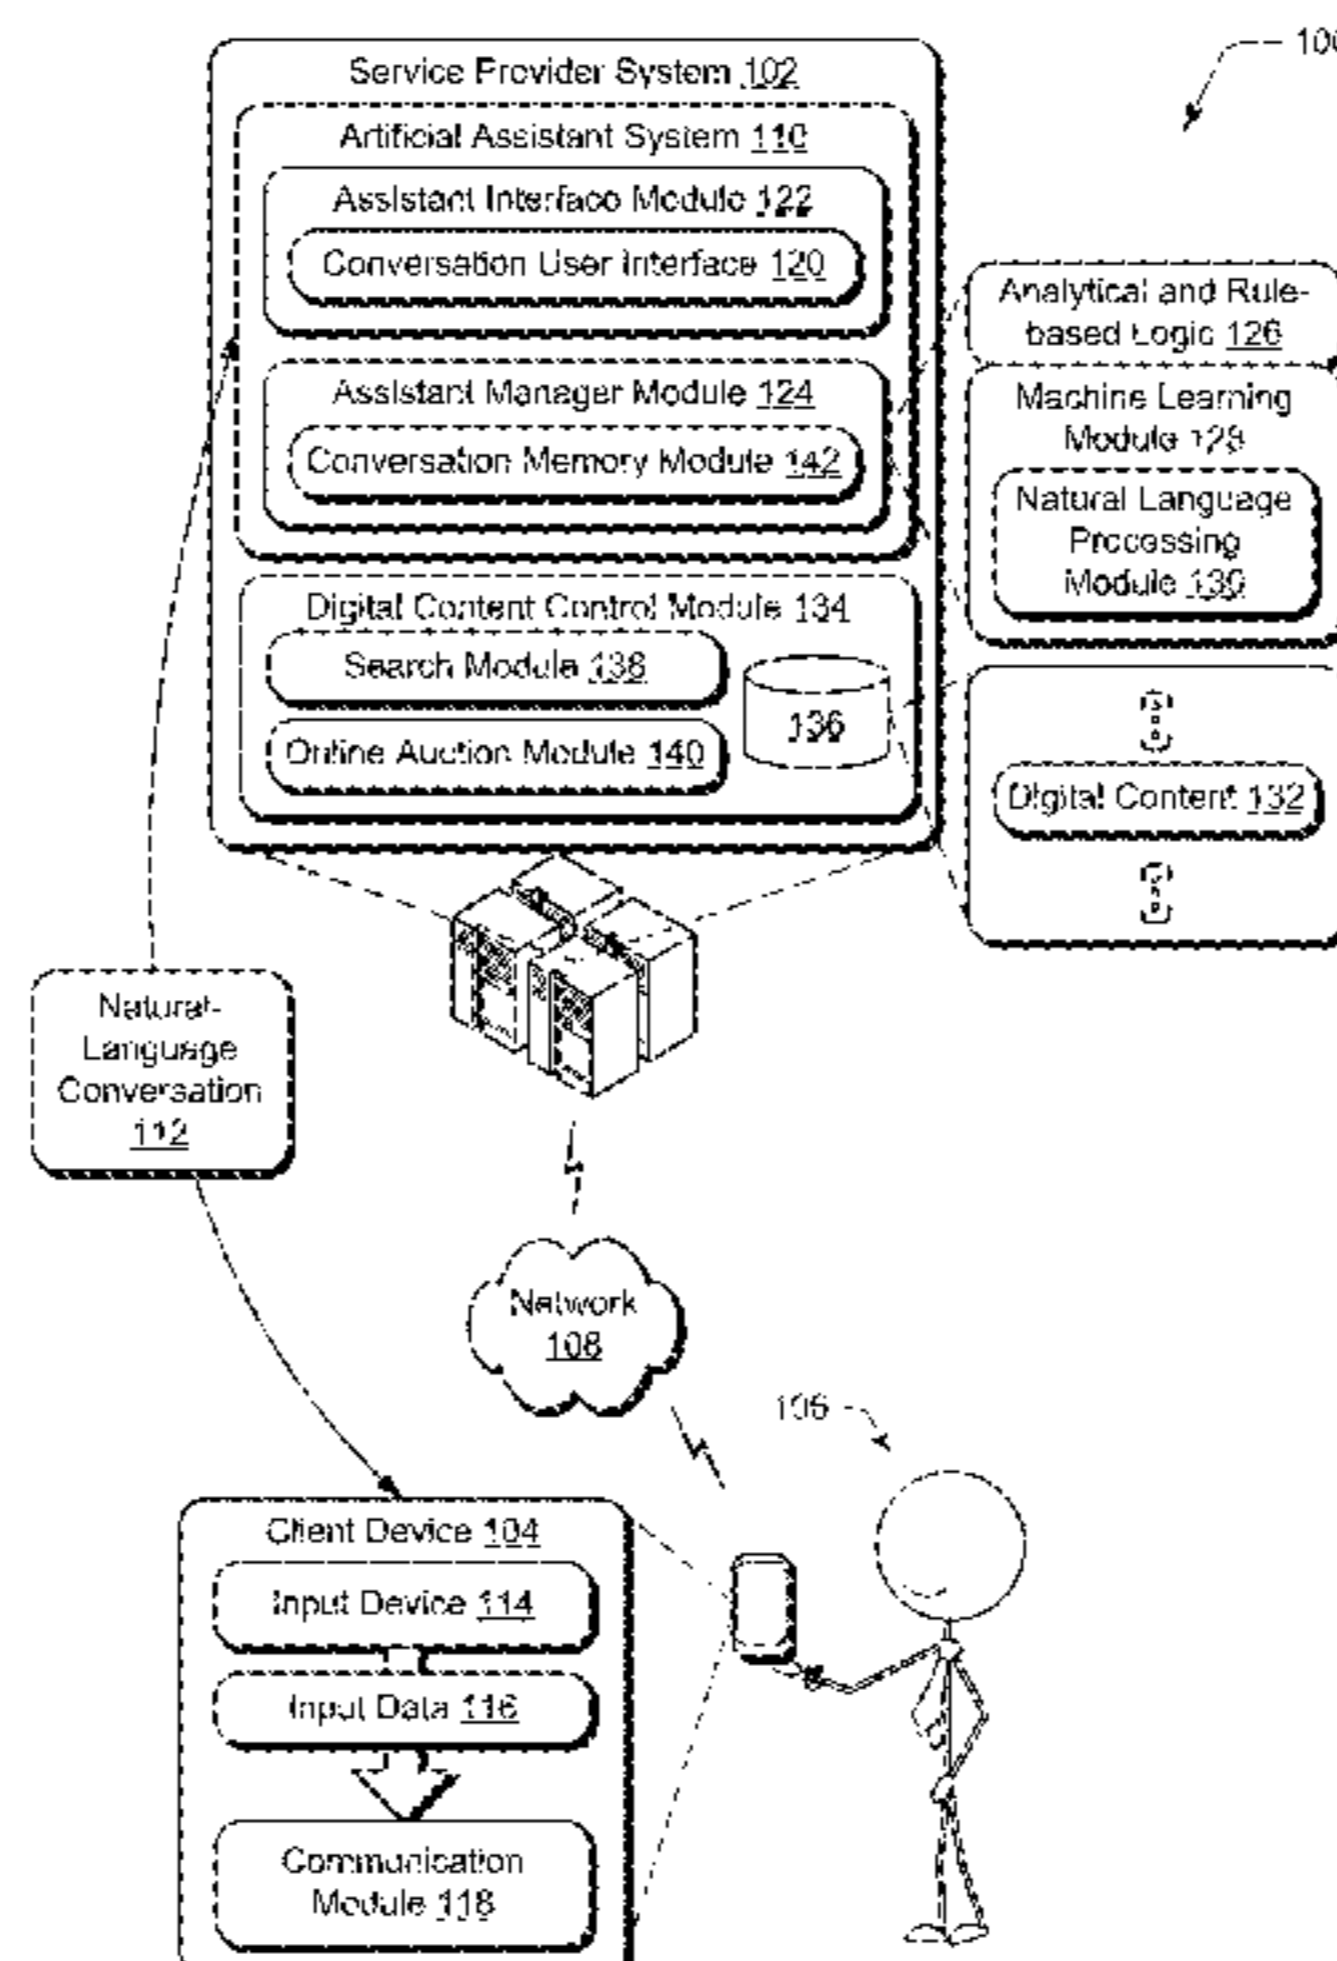 100
Service Provider System 102
Artificial Assistant System 110
Assistant Interface Module 122
Conversation User Interface 120
Assistant Manager Module 124
Conversation Memory Module 142
Digital Content Control Module 134
Search Module 138
Online Auction Module 140
136
Analytical and Rule-
based Logic 126
Machine Learning
Module 128
Natural Language
Processing
Module 130
Digital Content 132
Natural-
Language
Conversation
112
Network
108
106
Client Device 104
Input Device 114
Input Data 116
Communication
Module 118